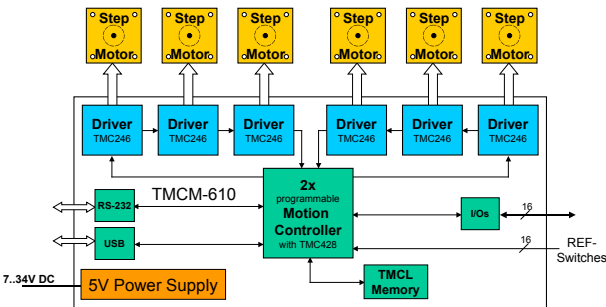 Step
Motor
Step
Motor
Step
Motor
Step
Motor
Step
Motor
Step
Motor
Driver
TMC246
Driver
TMC246
Driver
TMC246
Driver
TMC246
Driver
TMC246
Driver
TMC246
TMCM-610
RS-232
USB
2x
programmable
Motion
Controller
with TMC428
I/Os
16
16
REF-
Switches
7..34V DC
5V Power Supply
TMCL
Memory